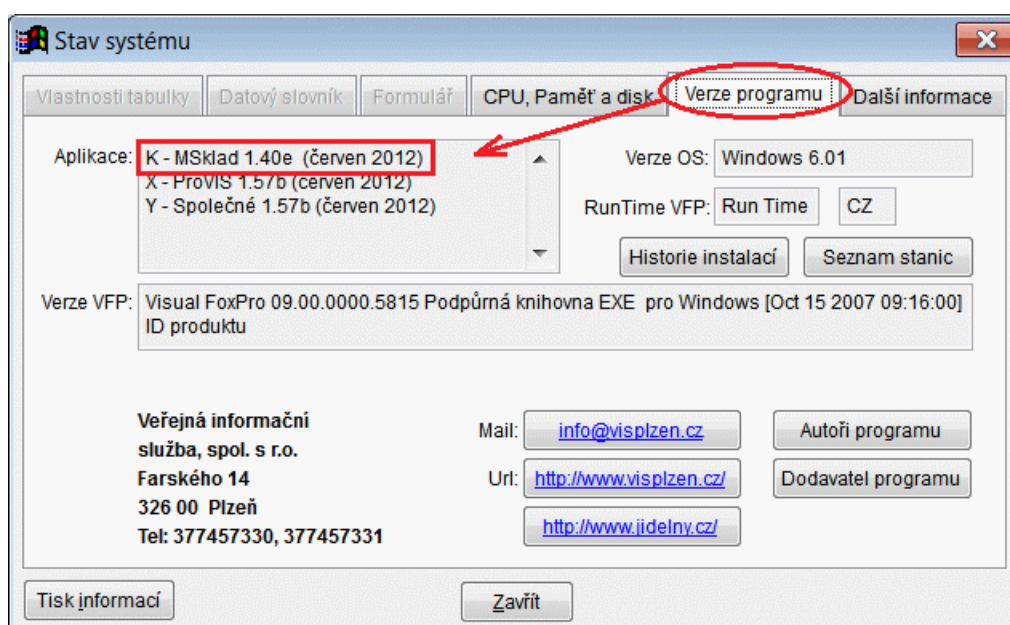 Stav systému
Vlastnosti tabulky
Datový slovník
Formulář
CPU, Paměť a disk
Verze programu
Další informace
Aplikace:
K - MSklad 1.40e (červen 2012)
X - ProVIS 1.57b (červen 2012)
Y - Společné 1.57b (červen 2012)
Verze OS: Windows 6.01
RunTime VFP: Run Time CZ
Historie instalací
Seznam stanic
Verze VFP: Visual FoxPro 09.00.0000.5815 Podpůrná knihovna EXE pro Windows [Oct 15 2007 09:16:00]
ID produktu
Veřejná informační
služba, spol. s r.o.
Farského 14
326 00 Plzeň
Tel: 377457330, 377457331
Mail: info@visplzen.cz
Url: http://www.visplzen.cz/
http://www.jidelny.cz/
Autoři programu
Dodavatel programu
Tisk informací
Zavřít